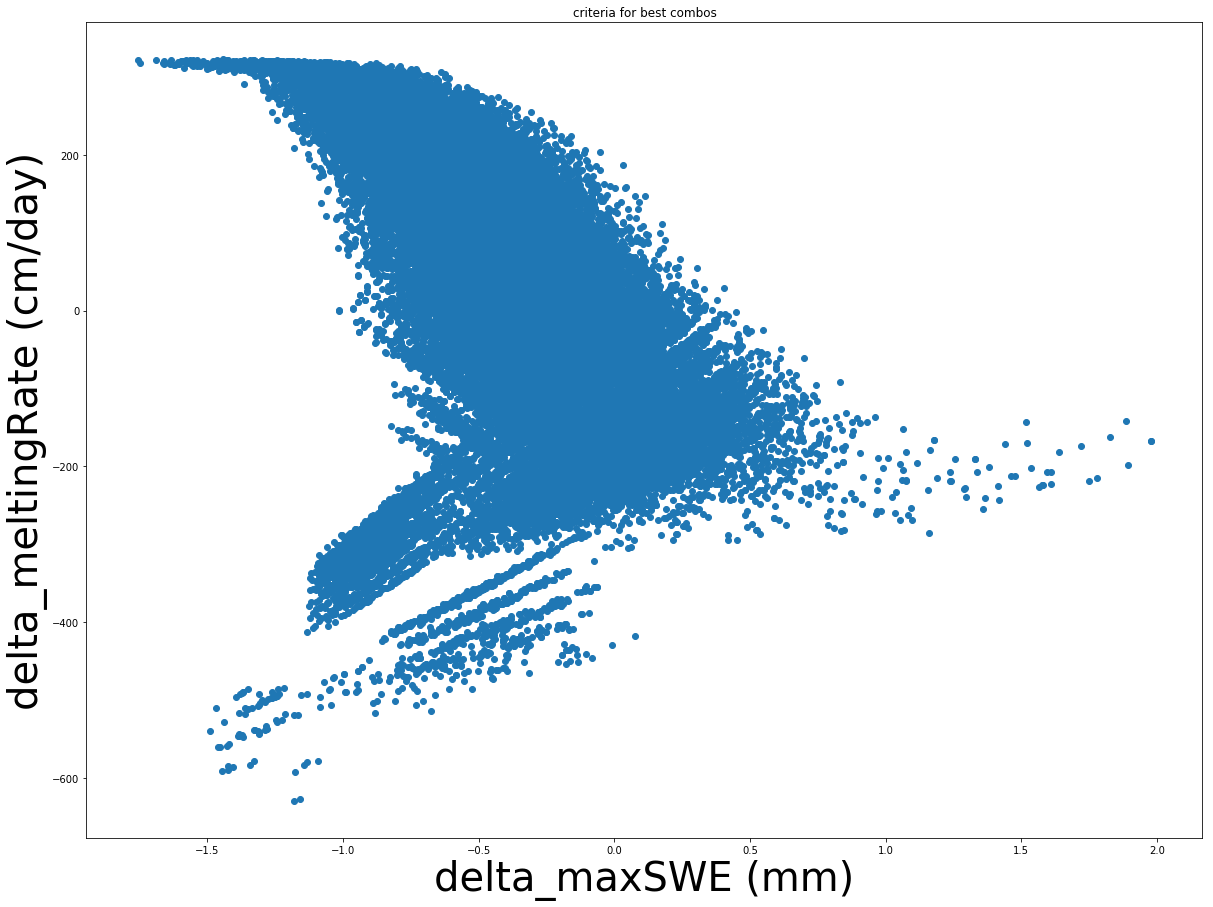 criteria for best combos
delta_meltingRate (cm/day)
200
0
−200
−400
−600
−1.5 −1.0 −0.5 0.0 0.5 1.0 1.5 2.0
delta_maxSWE (mm)